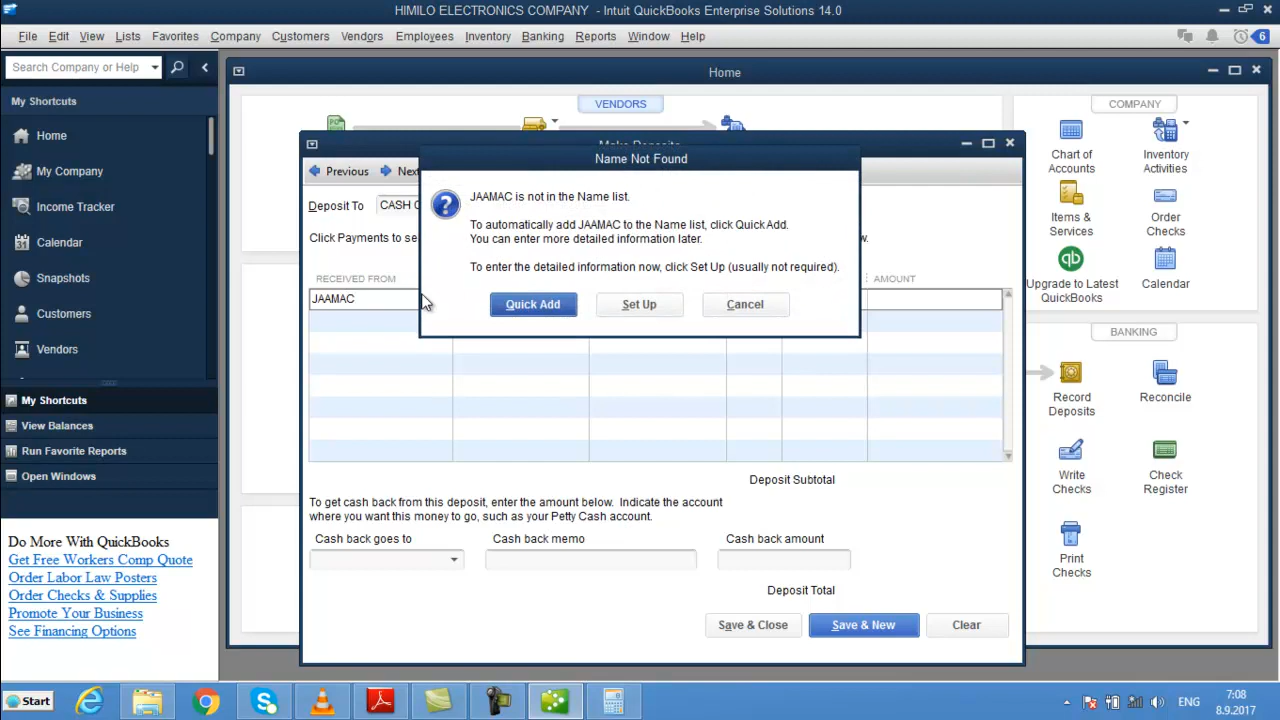 HIMILO ELECTRONICS COMPANY - Intuit QuickBooks Enterprise Solutions 14.0
File Edit View Lists Favorites Company Customers Vendors Employees Inventory Banking Reports Window Help
6
Search Company or Help
My Shortcuts
Home
My Company
Income Tracker
Calendar
Snapshots
Customers
Vendors
My Shortcuts
View Balances
Run Favorite Reports
Open Windows
Do More With QuickBooks
Get Free Workers Comp Quote
Order Labor Law Posters
Order Checks & Supplies
Promote Your Business
See Financing Options
Home
VENDORS
COMPANY
Chart of Accounts
Inventory Activities
Items & Services
Order Checks
Upgrade to Latest QuickBooks
Calendar
BANKING
Record Deposits
Reconcile
Write Checks
Check Register
Print Checks
Previous
Deposit To
RECEIVED FROM
AMOUNT
JAAMAC
Name Not Found
JAAMAC is not in the Name list.
To automatically add JAAMAC to the Name list, click Quick Add.
You can enter more detailed information later.
To enter the detailed information now, click Set Up (usually not required).
Quick Add Set Up Cancel
Deposit Subtotal
To get cash back from this deposit, enter the amount below. Indicate the account
where you want this money to go, such as your Petty Cash account.
Cash back goes to Cash back memo Cash back amount
Deposit Total
Save & Close Save & New Clear
Start
ENG
7:08
8.9.2017